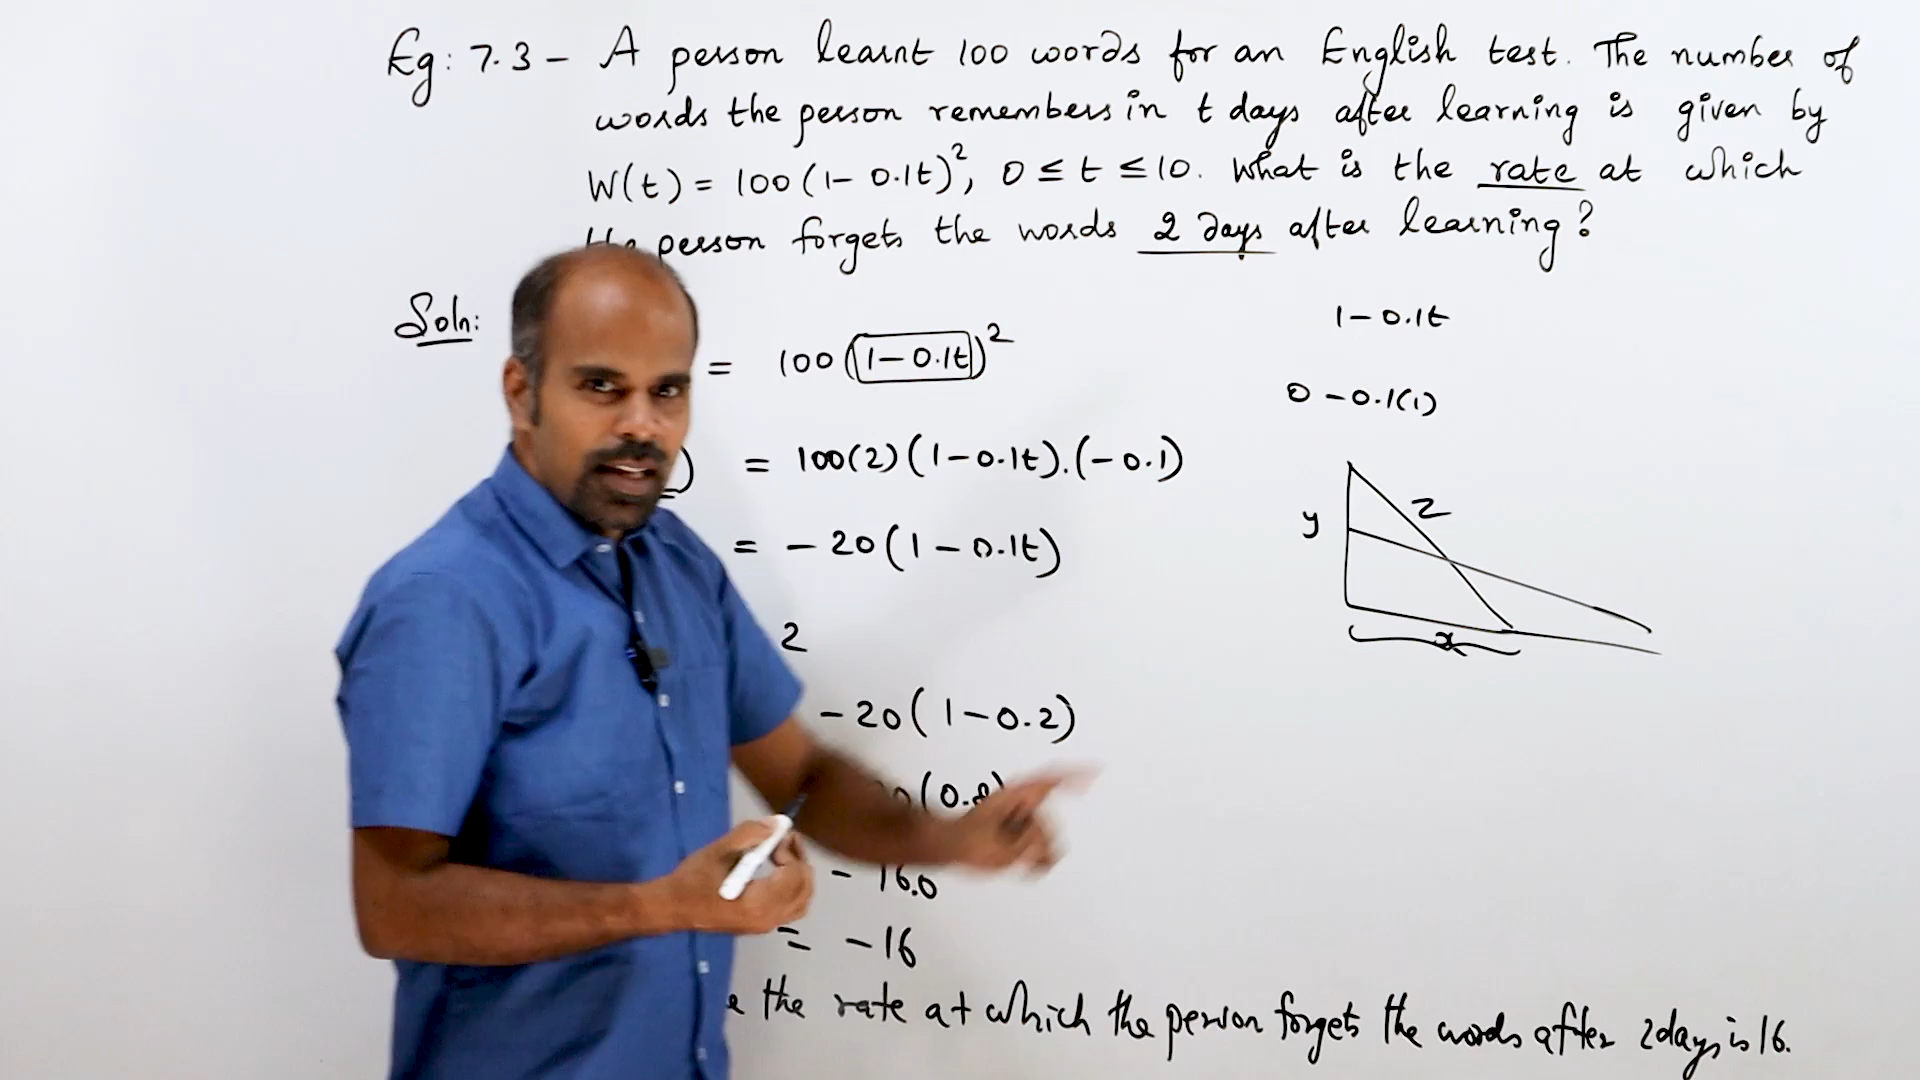 Eg: 7.3 - A person learnt 100 words for an English test. The number of
words the person remembers in t days after learning is given by
W(t) = 100 (1 - 0.1t)², 0 ≤ t ≤ 10. What is the rate at which
person forgets the words 2 days after learning?
Soln:
= 100 (1 - 0.1t)²
) = 100(2) (1 - 0.1t).(-0.1)
= -20 (1 - 0.1t)
2
-20 (1 - 0.2)
(0.8)
- 16.0
= -16
the rate at which the person forgets the words after 2 days is 16.
1 - 0.1t
0 - 0.1(1)
y
z
x